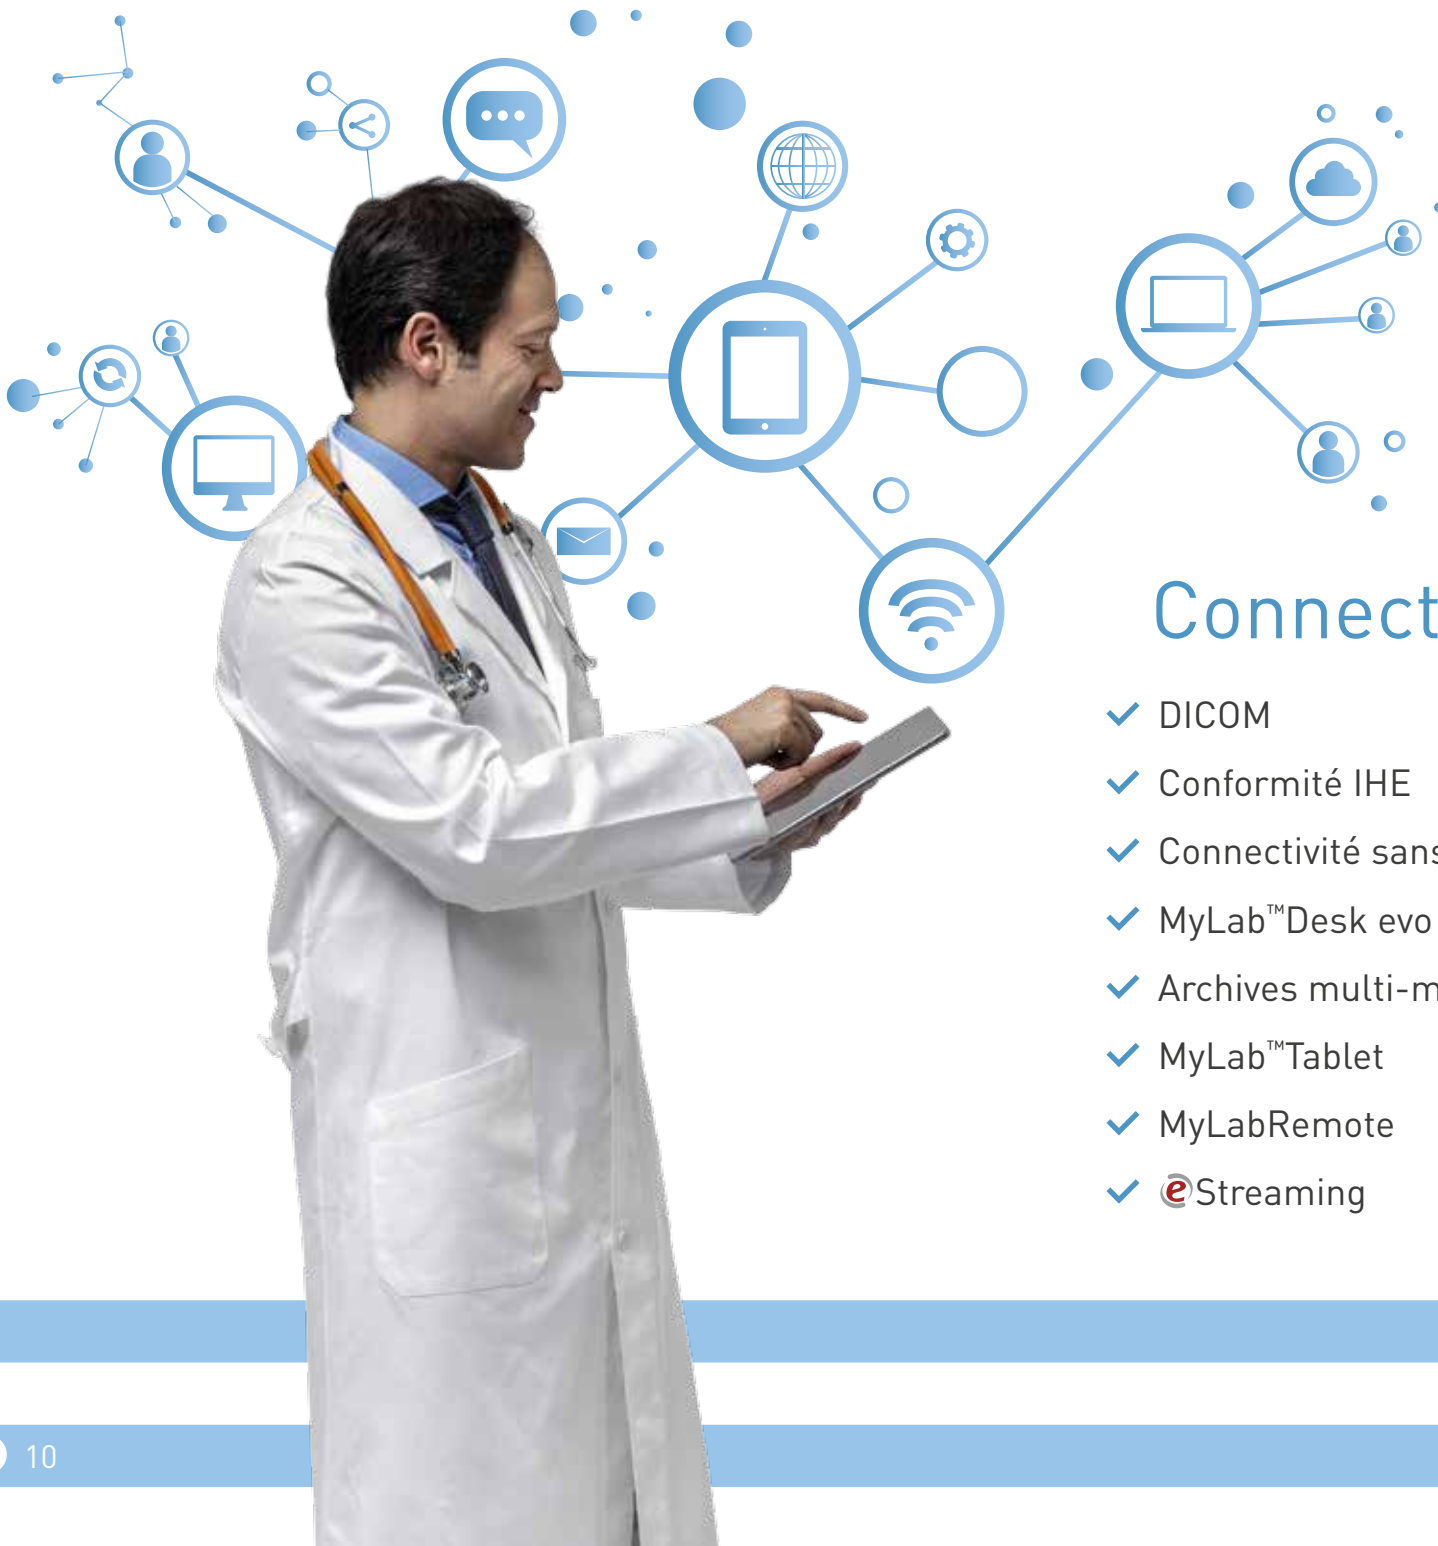 Connect
DICOM
Conformité IHE
Connectivité sans
MyLab™Desk evo
Archives multi-m
MyLab™Tablet
MyLabRemote
eStreaming
10